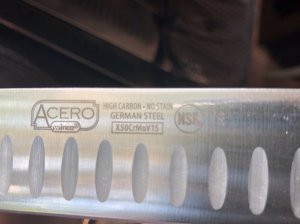 ACERO
winco
HIGH CARBON - NO STAIN
GERMAN STEEL
X50CrMoV15
NSF